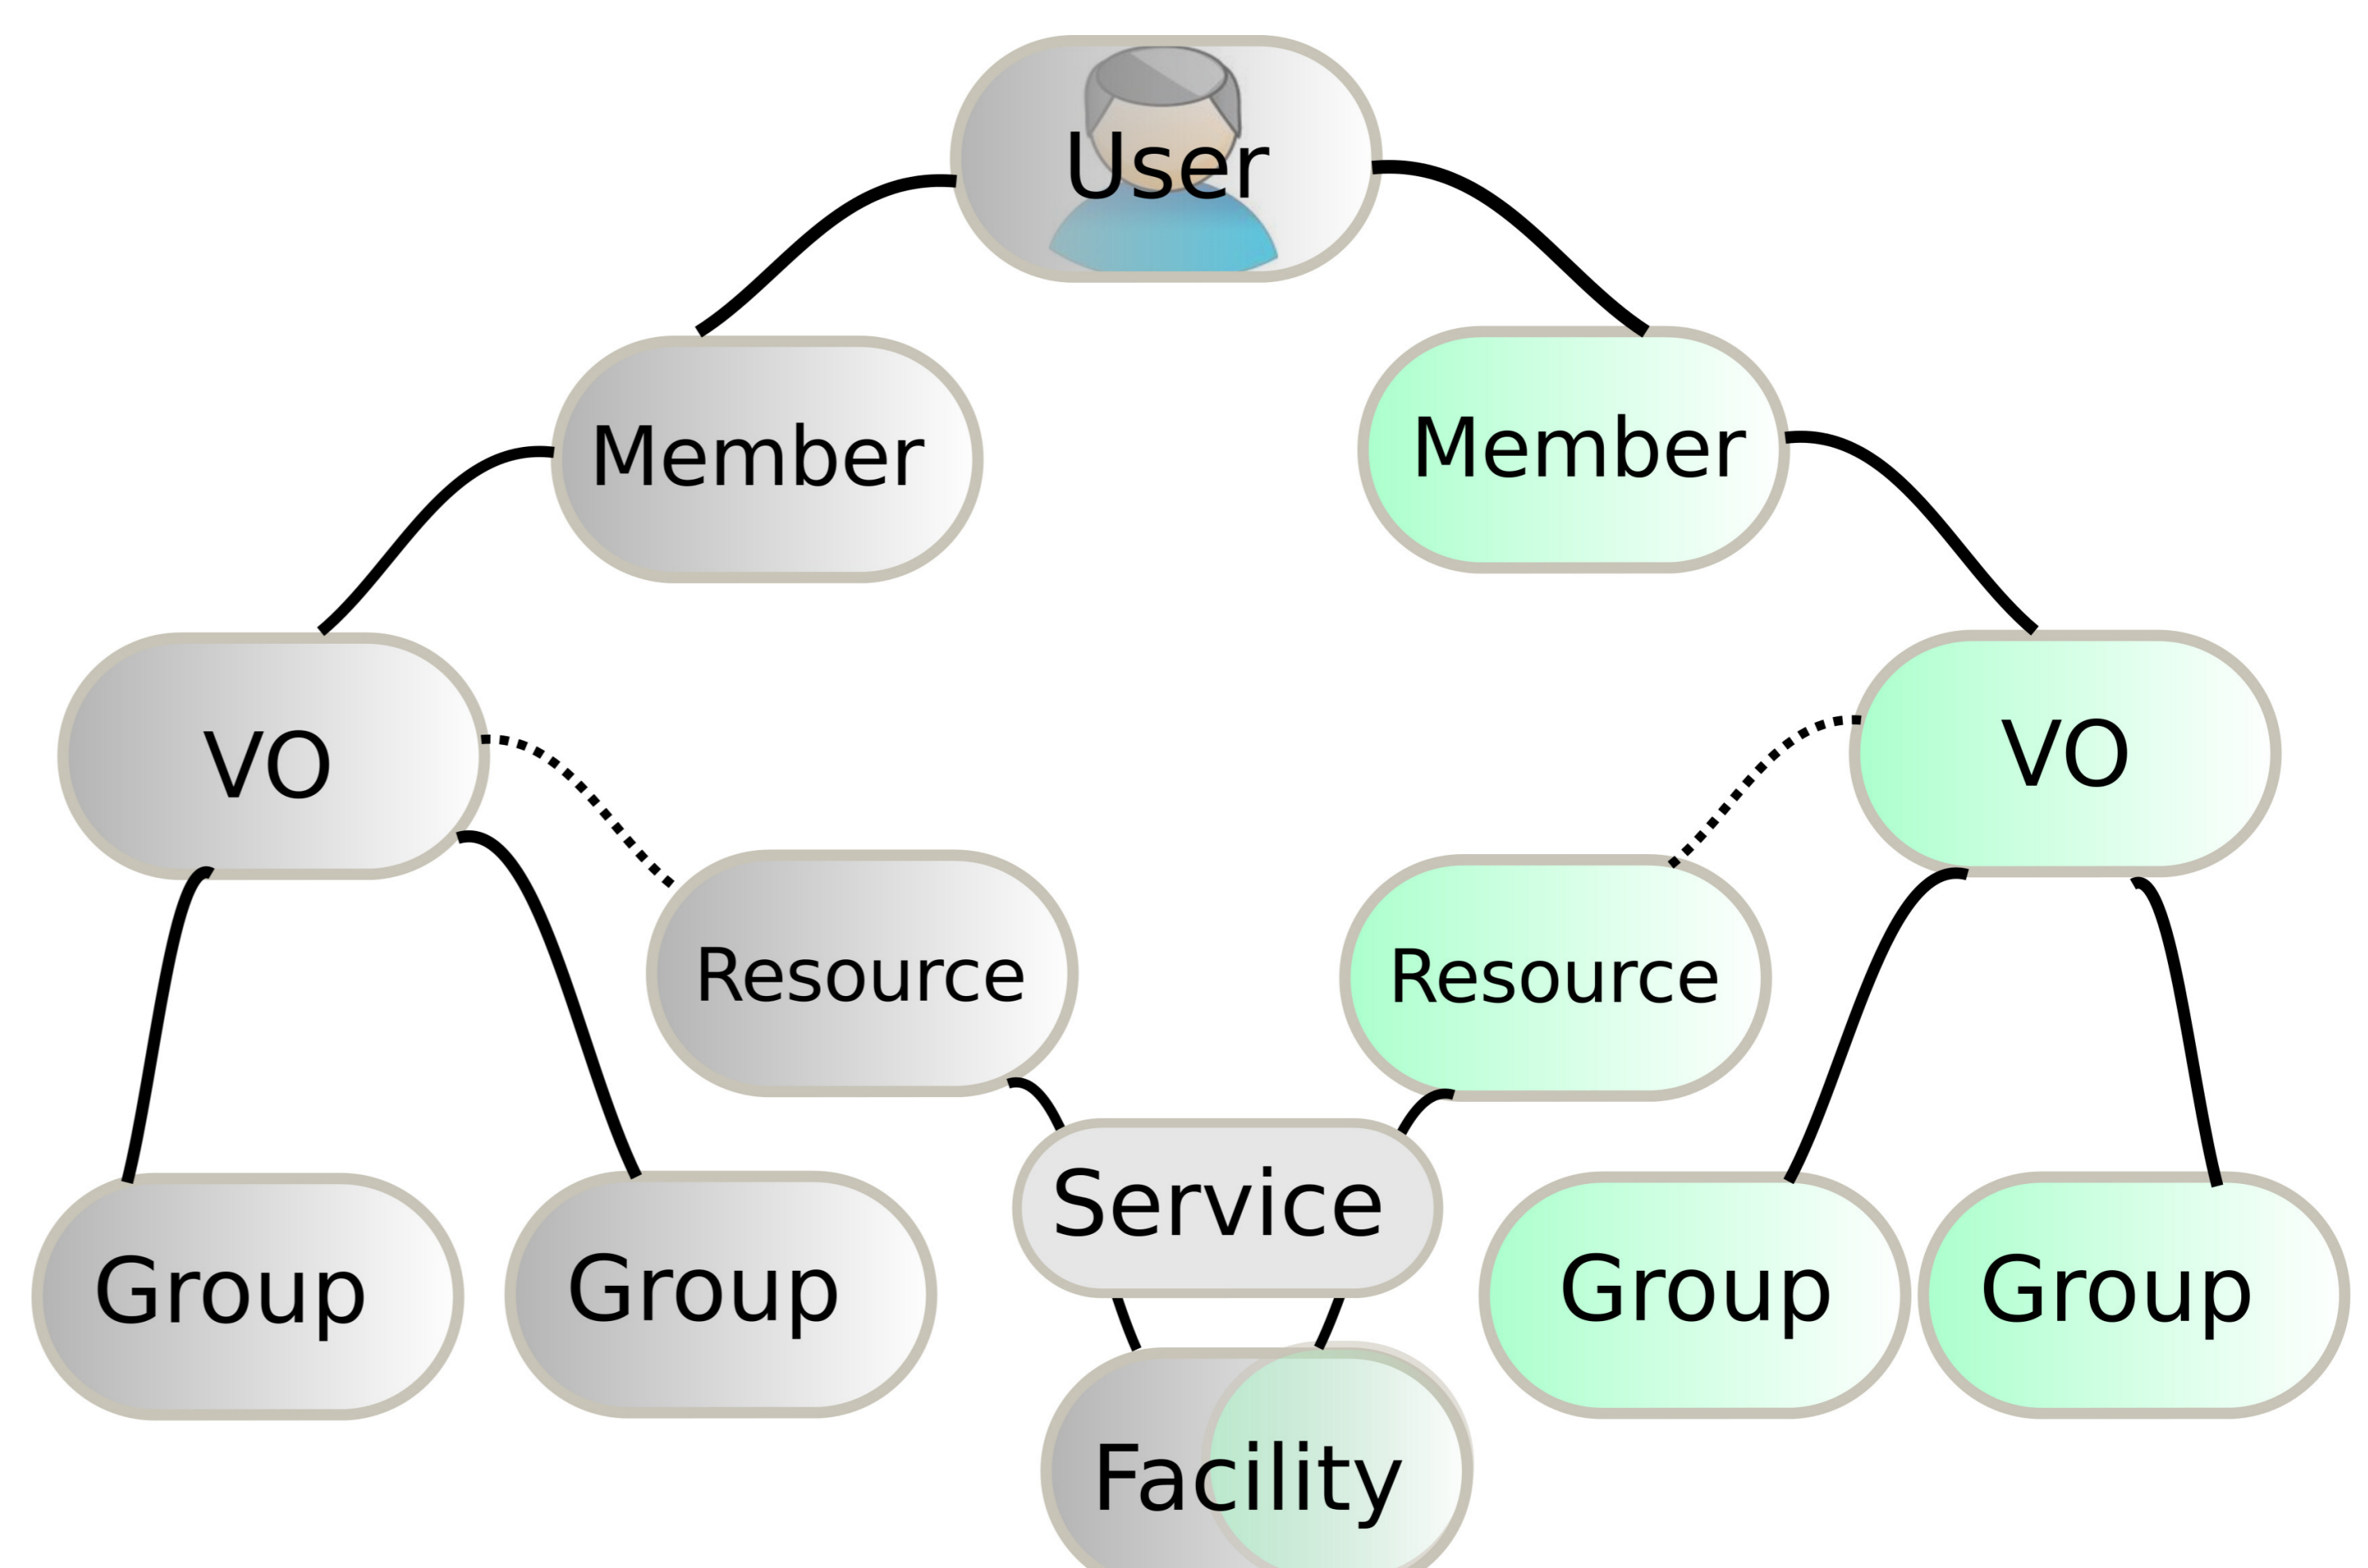 User
Member
Member
VO
VO
Resource
Resource
Service
Group
Group
Group
Group
Facility